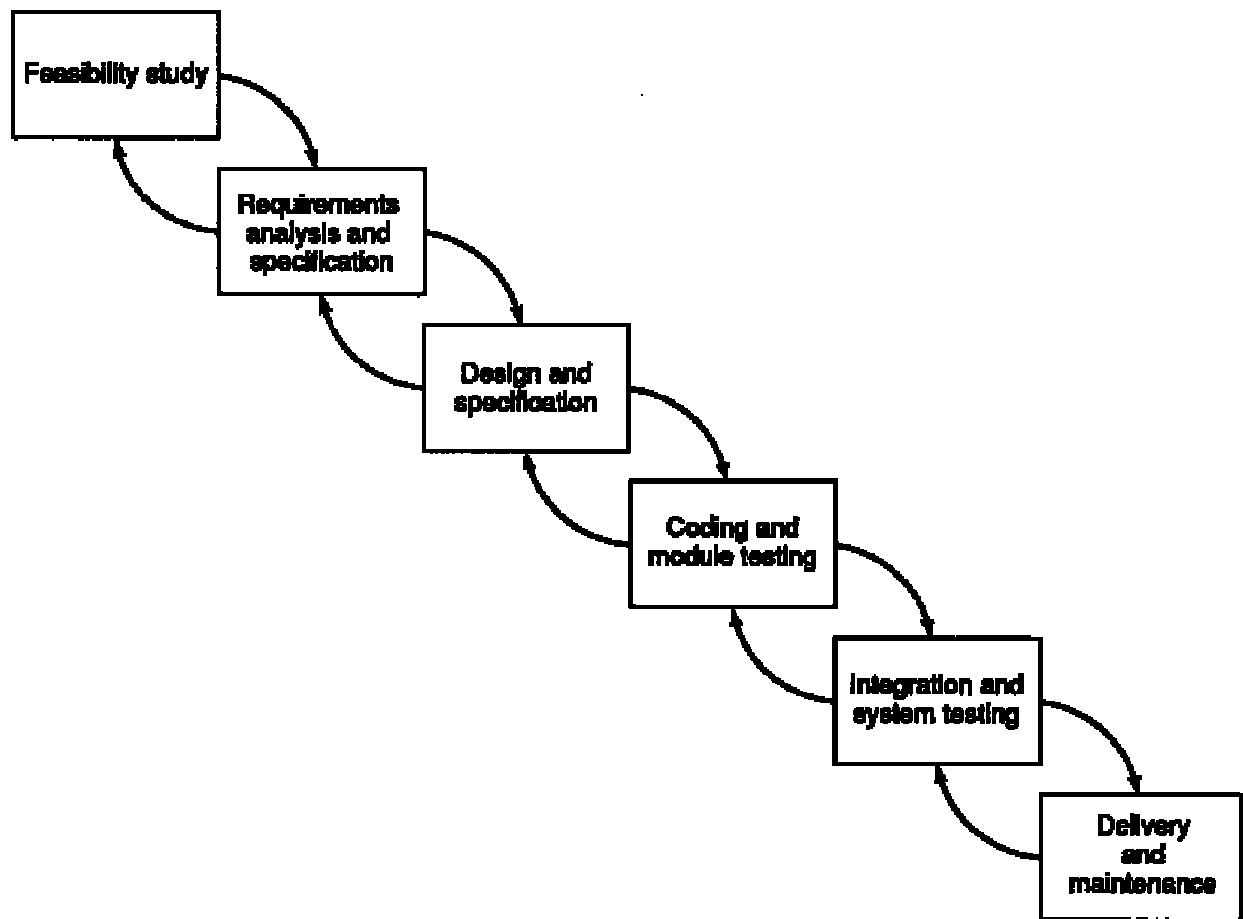 Feasibility study
Requirements
analysis and
specification
Design and
specification
Coding and
module testing
Integration and
system testing
Delivery
and
maintenance